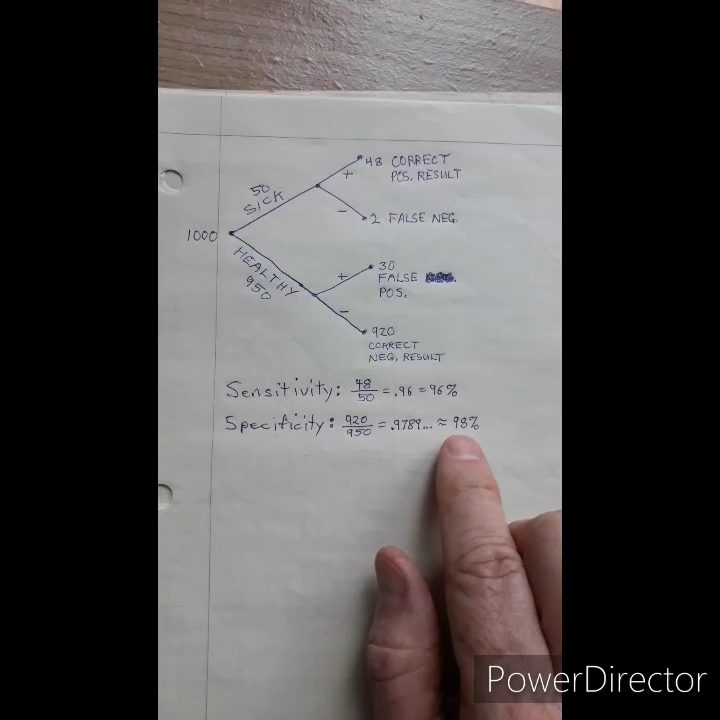 48 CORRECT
POS. RESULT
50
SICK
+
-
2 FALSE NEG.
1000
HEALTHY
950
+
30
FALSE
POS.
-
920
CORRECT
NEG. RESULT
Sensitivity: 48/50 = .96 = 96%
Specificity: 920/950 = .9789... ≈ 98%
PowerDirector